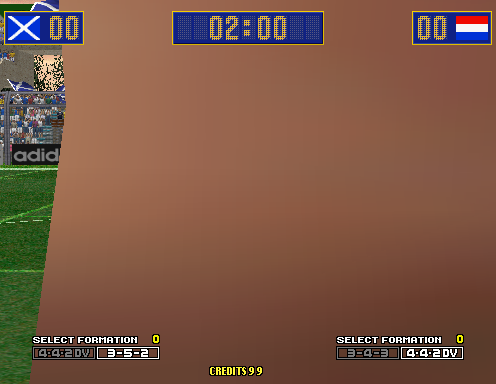 00 02:00 00
adid
SELECT FORMATION 0
4-4-2DV 3-5-2
SELECT FORMATION 0
3-4-3 4-4-2DV
CREDITS 99